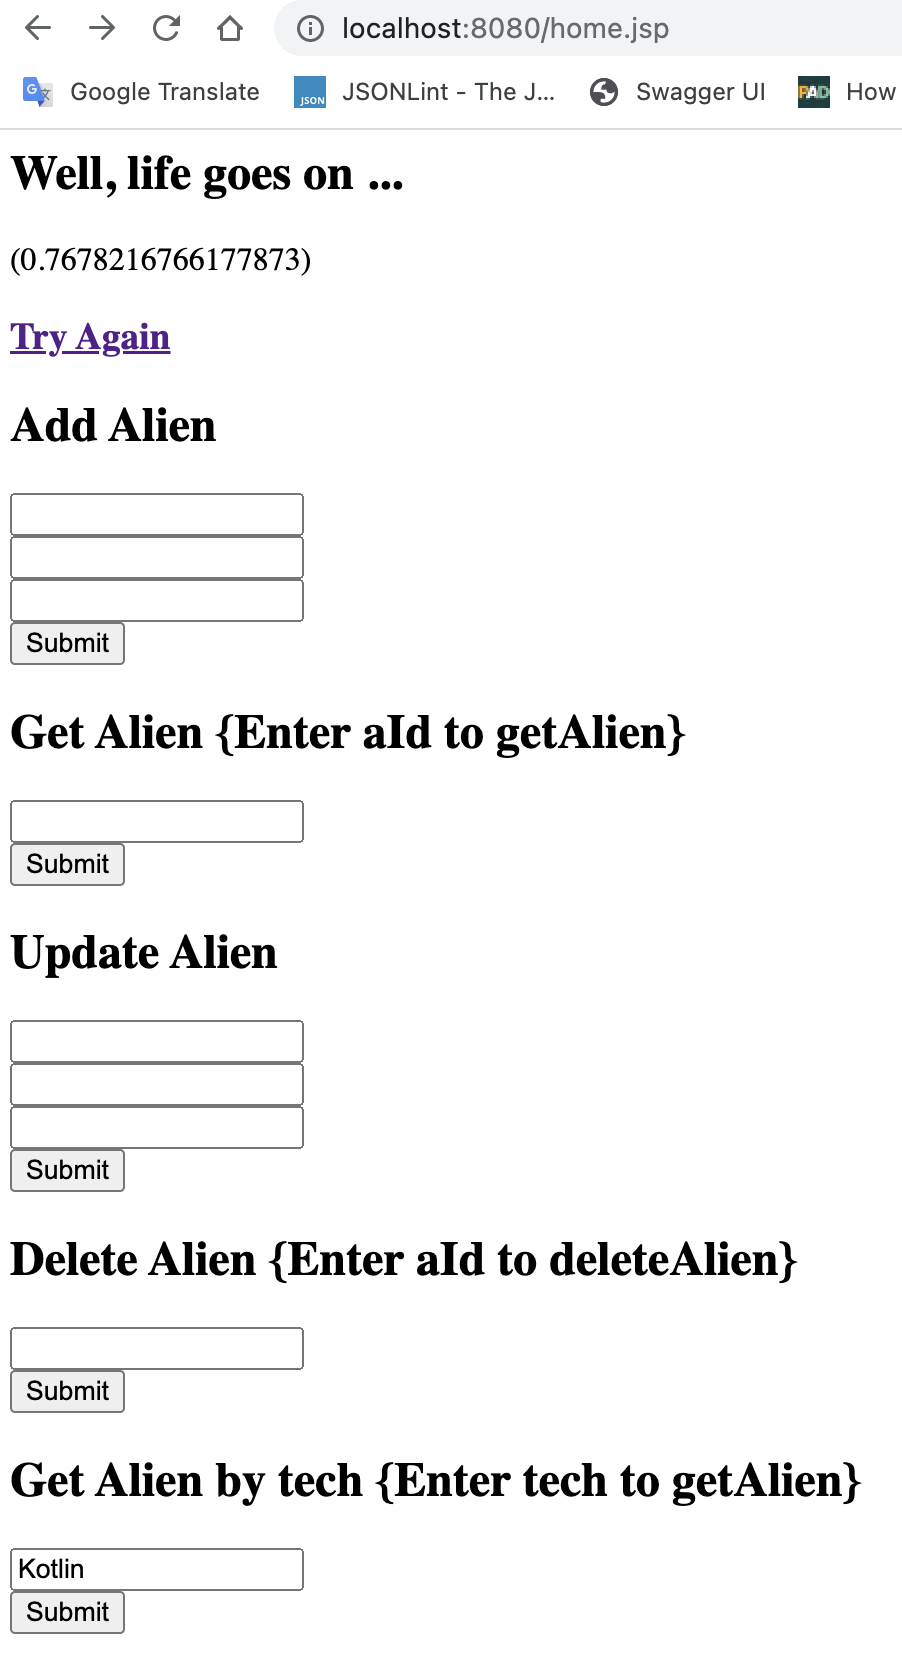 localhost:8080/home.jsp
Google Translate JSON JSONLint - The J... Swagger UI PAD How
Well, life goes on ...
(0.7678216766177873)
Try Again
Add Alien
Submit
Get Alien {Enter aId to getAlien}
Submit
Update Alien
Submit
Delete Alien {Enter aId to deleteAlien}
Submit
Get Alien by tech {Enter tech to getAlien}
Kotlin
Submit